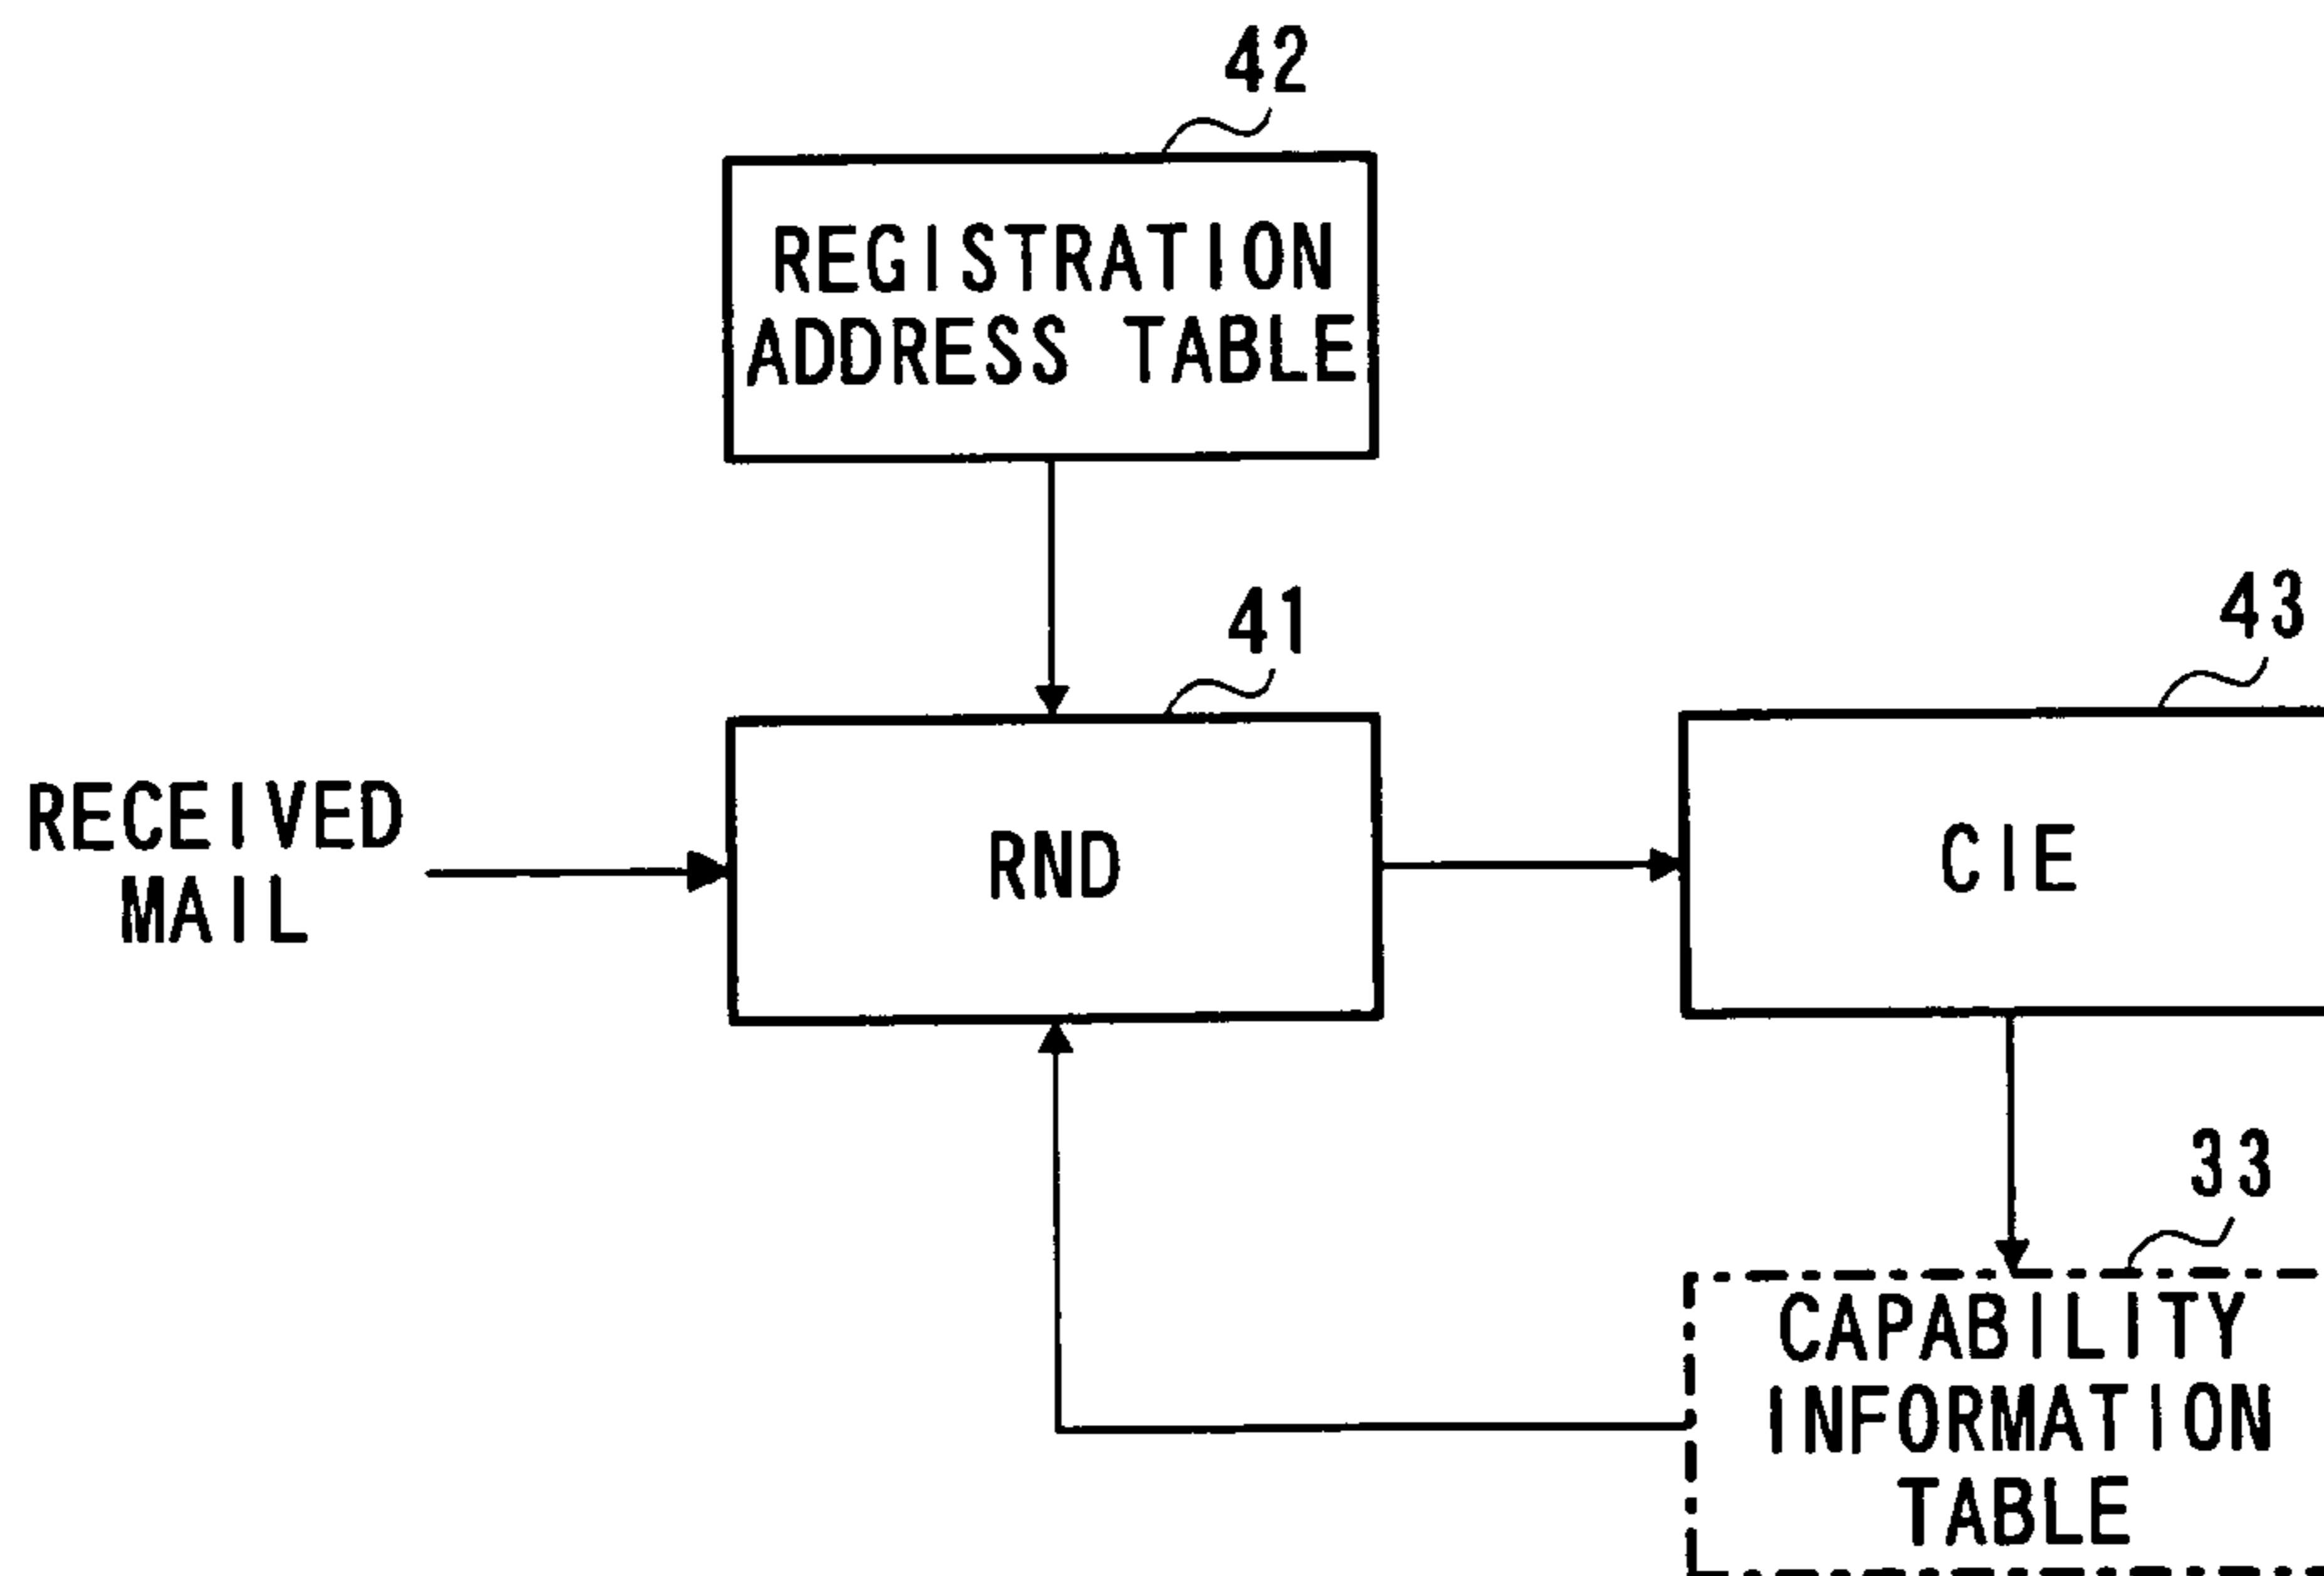 42
REGISTRATION
ADDRESS TABLE
41
43
RECEIVED
MAIL
RND
CIE
33
CAPABILITY
INFORMATION
TABLE